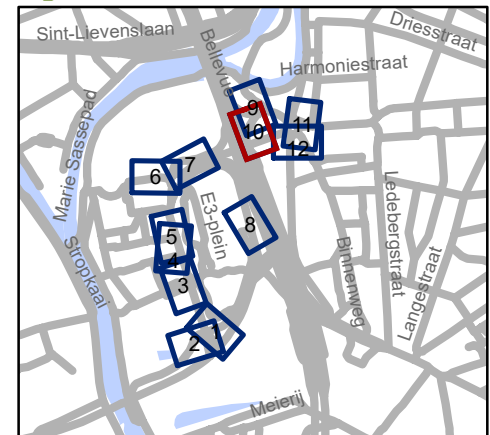 Sint-Lievenslaan
Bellevue
Driesstraat
Harmoniestraat
Marie Sassepad
9
10
11
12
7
6
E3-plein
Ledebergstraat
8
5
4
Stropkaai
3
Binnenweg
Langestraat
1
2
Meierij